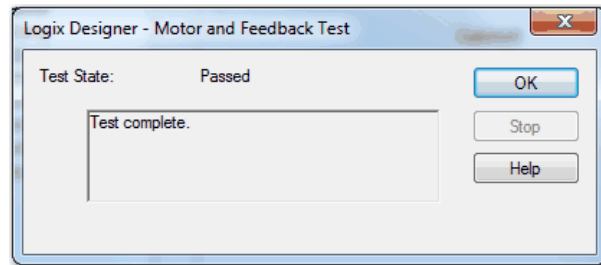 Logix Designer - Motor and Feedback Test
Test State: Passed
OK
Test complete.
Stop
Help